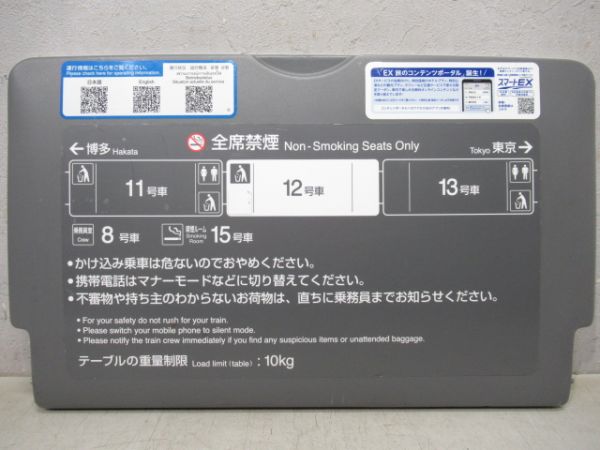 運行情報はこちらをご覧ください。
Please check here for operating information.
日本語 English
Situation actuelle du service
EX 旅のコンテンツポータル、誕生!
スマートEX
←博多 Hakata
全席禁煙 Non-Smoking Seats Only
Tokyo 東京→
11号車 12号車 13号車
乗務員室 Crew 8号車 喫煙ルーム Smoking Room 15号車
●かけ込み乗車は危ないのでおやめください。
●携帯電話はマナーモードなどに切り替えてください。
●不審物や持ち主のわからないお荷物は、直ちに乗務員までお知らせください。
• For your safety do not rush for your train.
• Please switch your mobile phone to silent mode.
• Please notify the train crew immediately if you find any suspicious items or unattended baggage.
テーブルの重量制限 Load limit (table) : 10kg